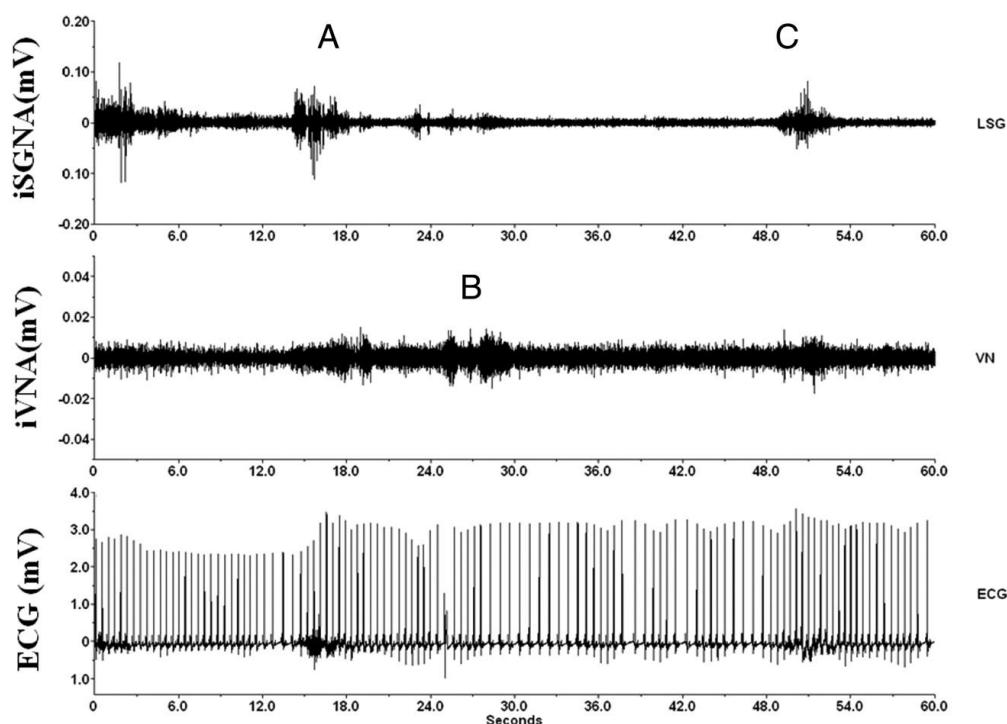 A
C
iSGNA(mV)
0.20
0.10
0
0.10
0.20
LSG
0 6.0 12.0 18.0 24.0 30.0 36.0 42.0 48.0 54.0 60.0
B
iVNA(mV)
0.04
0.02
0
-0.02
-0.04
VN
0 6.0 12.0 18.0 24.0 30.0 36.0 42.0 48.0 54.0 60.0
ECG (mV)
4.0
3.0
2.0
1.0
0
1.0
ECG
0 6.0 12.0 18.0 24.0 30.0 36.0 42.0 48.0 54.0 60.0
Seconds